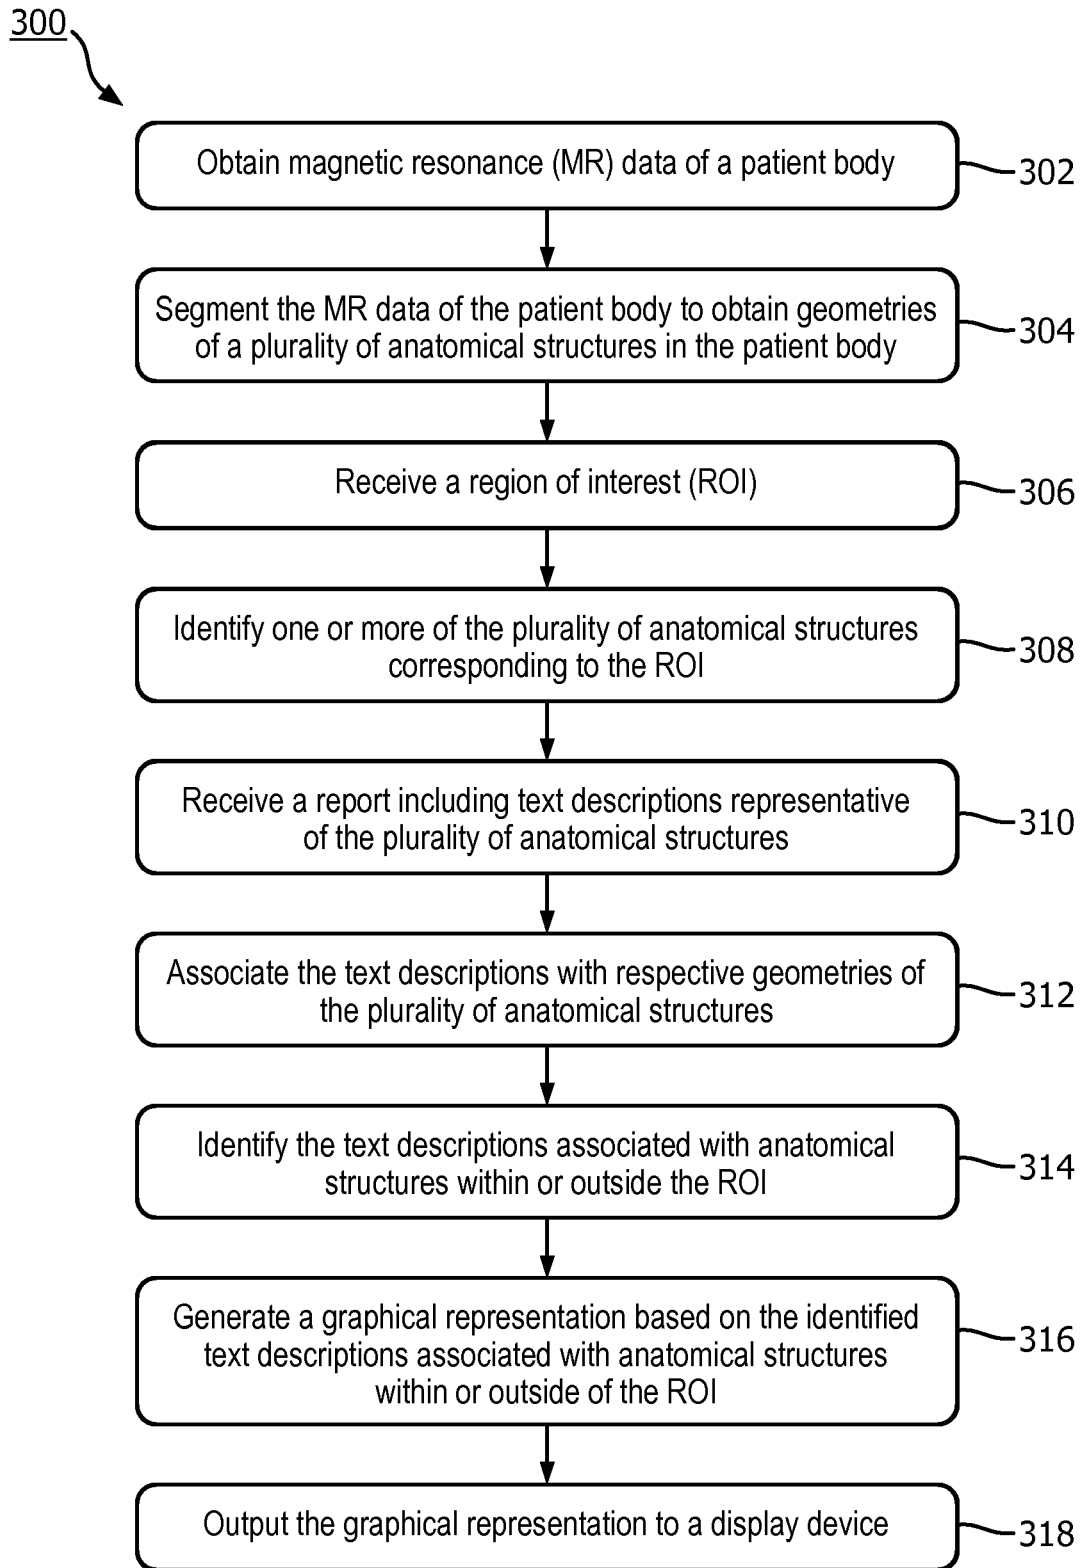 300
Obtain magnetic resonance (MR) data of a patient body
302
Segment the MR data of the patient body to obtain geometries
of a plurality of anatomical structures in the patient body
304
Receive a region of interest (ROI)
306
Identify one or more of the plurality of anatomical structures
corresponding to the ROI
308
Receive a report including text descriptions representative
of the plurality of anatomical structures
310
Associate the text descriptions with respective geometries of
the plurality of anatomical structures
312
Identify the text descriptions associated with anatomical
structures within or outside the ROI
314
Generate a graphical representation based on the identified
text descriptions associated with anatomical structures
within or outside of the ROI
316
Output the graphical representation to a display device
318